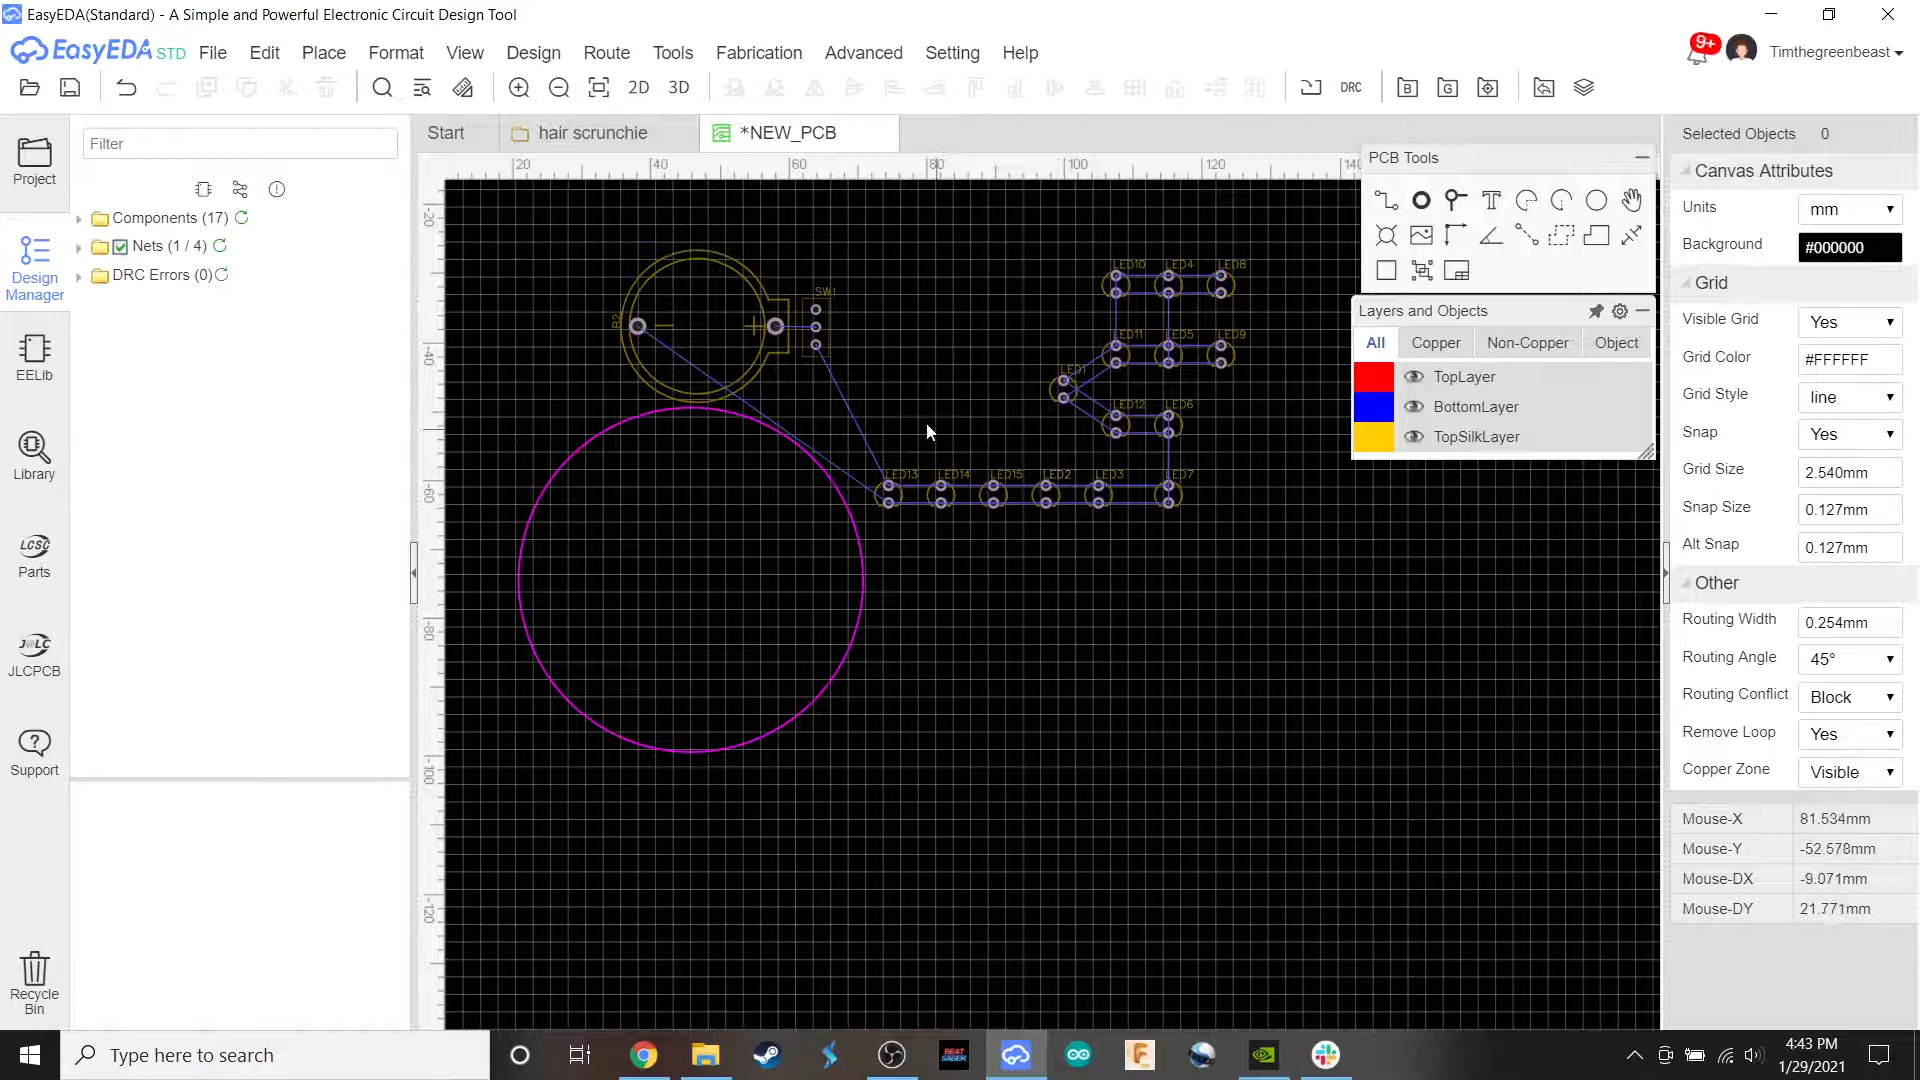 EasyEDA(Standard) - A Simple and Powerful Electronic Circuit Design Tool
EasyEDA STD File Edit Place Format View Design Route Tools Fabrication Advanced Setting Help 9+ Timthegreenbeast
2D 3D DRC B G
Project
Design Manager
EELib
Library
LCSC
Parts
J@LC
JLCPCB
Support
Recycle Bin
Filter
Components (17)
Nets (1 / 4)
DRC Errors (0)
Start hair scrunchie *NEW_PCB
20 40 60 80 100 120 140
-20
-40
-60
-80
-100
-120
SW1
LED10 LED4 LED8
LED11 LED5 LED9
LED1
LED12 LED6
LED13 LED14 LED15 LED2 LED3 LED7
PCB Tools
Layers and Objects
All Copper Non-Copper Object
TopLayer
BottomLayer
TopSilkLayer
Selected Objects 0
Canvas Attributes
Units mm
Background #000000
Grid
Visible Grid Yes
Grid Color #FFFFFF
Grid Style line
Snap Yes
Grid Size 2.540mm
Snap Size 0.127mm
Alt Snap 0.127mm
Other
Routing Width 0.254mm
Routing Angle 45°
Routing Conflict Block
Remove Loop Yes
Copper Zone Visible
Mouse-X 81.534mm
Mouse-Y -52.578mm
Mouse-DX -9.071mm
Mouse-DY 21.771mm
Type here to search
BEAT SABER
4:43 PM
1/29/2021